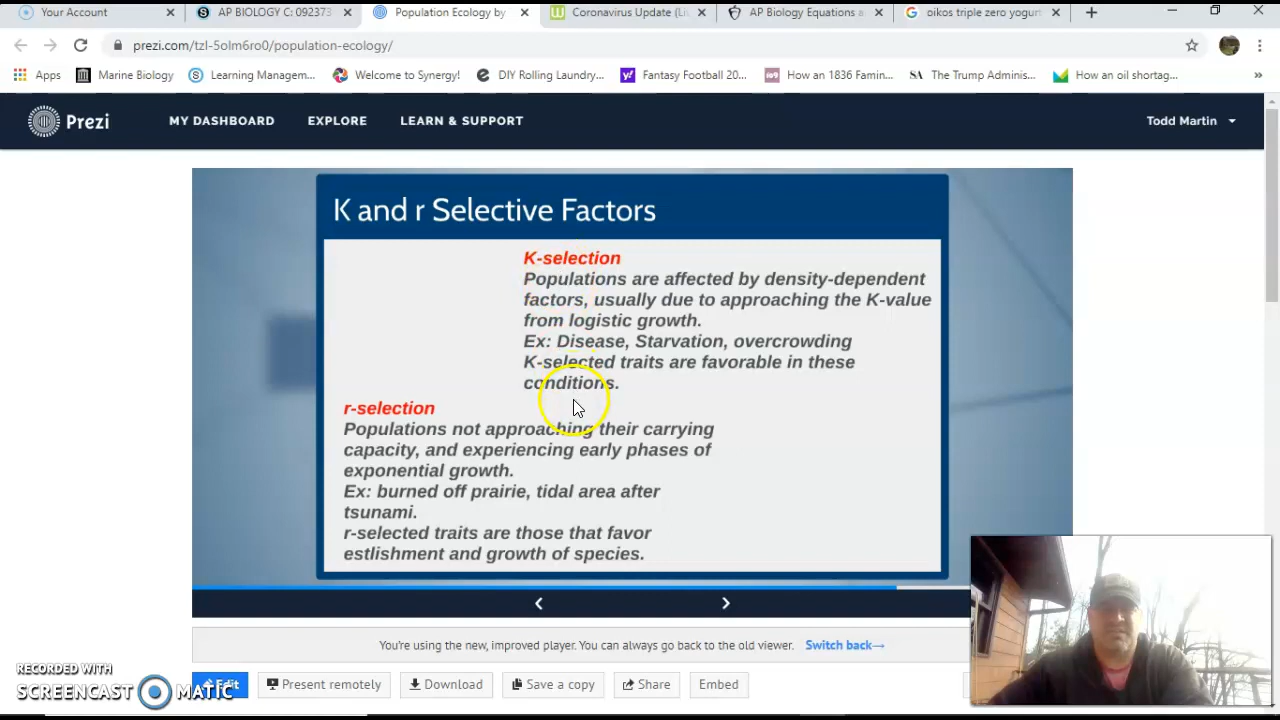 Your Account
AP BIOLOGY C: 092373
Population Ecology by
Coronavirus Update (Li
AP Biology Equations a
oikos triple zero yogurt
prezi.com/tzl-5olm6ro0/population-ecology/
Apps
Marine Biology
Learning Managem...
Welcome to Synergy!
DIY Rolling Laundry...
Fantasy Football 20...
How an 1836 Famin...
The Trump Adminis...
How an oil shortag...
»
Prezi
MY DASHBOARD
EXPLORE
LEARN & SUPPORT
Todd Martin
K and r Selective Factors
K-selection
Populations are affected by density-dependent
factors, usually due to approaching the K-value
from logistic growth.
Ex: Disease, Starvation, overcrowding
K-selected traits are favorable in these
conditions.
r-selection
Populations not approaching their carrying
capacity, and experiencing early phases of
exponential growth.
Ex: burned off prairie, tidal area after
tsunami.
r-selected traits are those that favor
estlishment and growth of species.
You're using the new, improved player. You can always go back to the old viewer.
Switch back→
Edit
Present remotely
Download
Save a copy
Share
Embed
RECORDED WITH
SCREENCAST MATIC